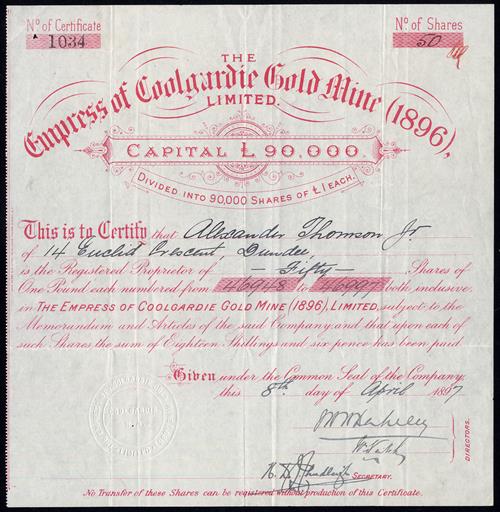 No of Certificate
1034
No of Shares
50
THE
Empress of Coolgardie Gold Mine (1896),
LIMITED.
CAPITAL £90,000
DIVIDED INTO 90,000 SHARES OF £1 EACH.
This is to Certify that Alexander Thomson Jr.
of 14 Euclid Crescent, Dundee,
is the Registered Proprietor of — Fifty — Shares of
One Pound each numbered from 46948 to 46997 both inclusive,
in THE EMPRESS OF COOLGARDIE GOLD MINE (1896), LIMITED, subject to the
Memorandum and Articles of the said Company and that upon each of
such Shares the sum of Eighteen Shillings and six pence has been paid.
Given under the Common Seal of the Company,
this 8th day of April 1897
DIRECTORS.
SECRETARY.
No Transfer of these Shares can be registered without production of this Certificate.